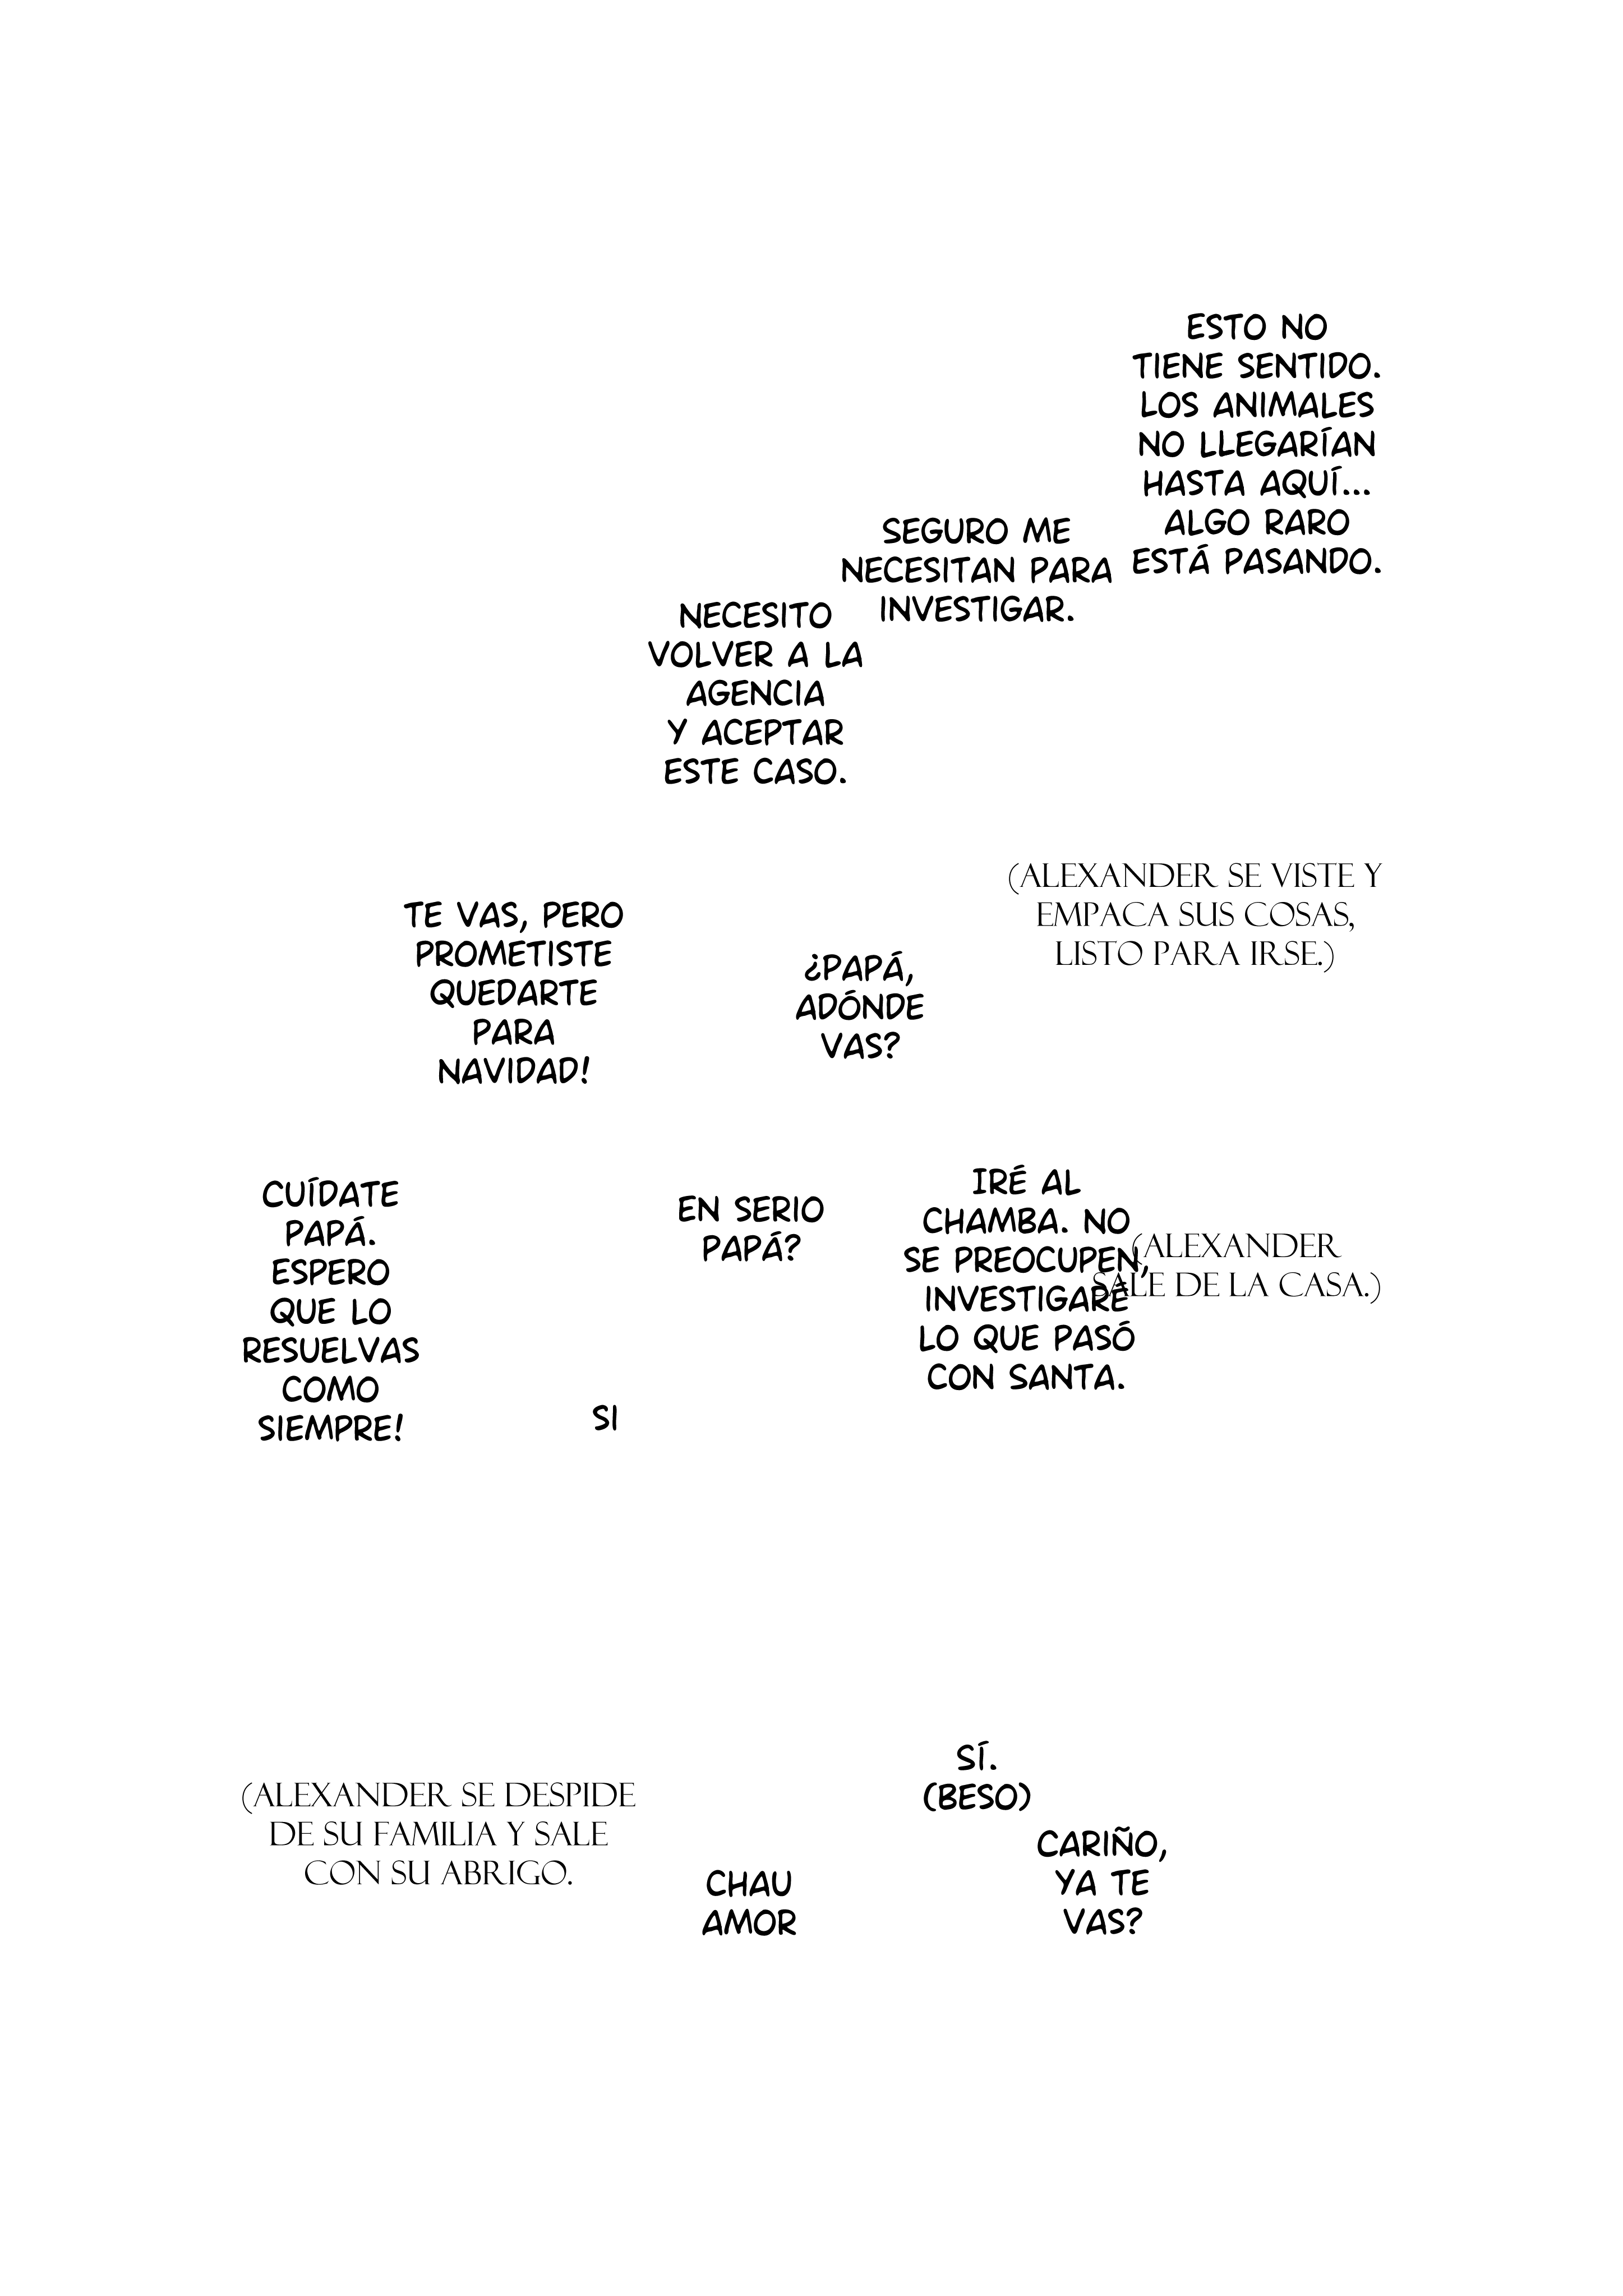 ESTO NO
TIENE SENTIDO.
LOS ANIMALES
NO LLEGARÍAN
HASTA AQUÍ...
ALGO RARO
ESTÁ PASANDO.
SEGURO ME
NECESITAN PARA
INVESTIGAR.
NECESITO
VOLVER A LA
AGENCIA
Y ACEPTAR
ESTE CASO.
(ALEXANDER SE VISTE Y
EMPACA SUS COSAS,
LISTO PARA IRSE.)
¿PAPÁ,
ADÓNDE
VAS?
TE VAS, PERO
PROMETISTE
QUEDARTE
PARA
NAVIDAD!
(ALEXANDER
SALE DE LA CASA.)
IRÉ AL
CHAMBA. NO
SE PREOCUPEN,
INVESTIGARÉ
LO QUE PASÓ
CON SANTA.
EN SERIO
PAPÁ?
SI
CUÍDATE
PAPÁ.
ESPERO
QUE LO
RESUELVAS
COMO
SIEMPRE!
CARIÑO,
YA TE
VAS?
SÍ.
(BESO)
CHAU
AMOR
(ALEXANDER SE DESPIDE
DE SU FAMILIA Y SALE
CON SU ABRIGO.